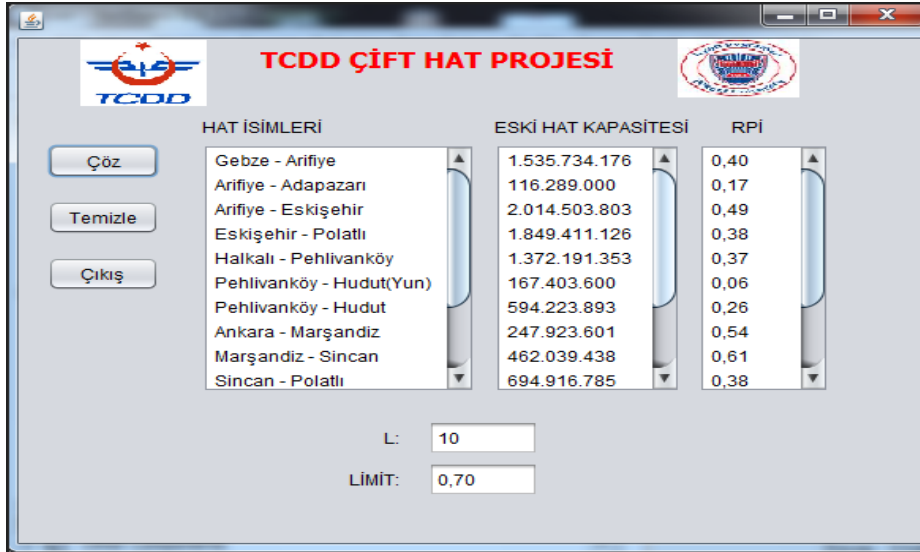 TCDD ÇİFT HAT PROJESİ
TCDD
HAT İSİMLERİ ESKİ HAT KAPASİTESİ RPİ
Çöz
Temizle
Çıkış
Gebze - Arifiye 1.535.734.176 0,40
Arifiye - Adapazarı 116.289.000 0,17
Arifiye - Eskişehir 2.014.503.803 0,49
Eskişehir - Polatlı 1.849.411.126 0,38
Halkalı - Pehlivanköy 1.372.191.353 0,37
Pehlivanköy - Hudut(Yun) 167.403.600 0,06
Pehlivanköy - Hudut 594.223.893 0,26
Ankara - Marşandiz 247.923.601 0,54
Marşandiz - Sincan 462.039.438 0,61
Sincan - Polatlı 694.916.785 0,38
L: 10
LİMİT: 0,70